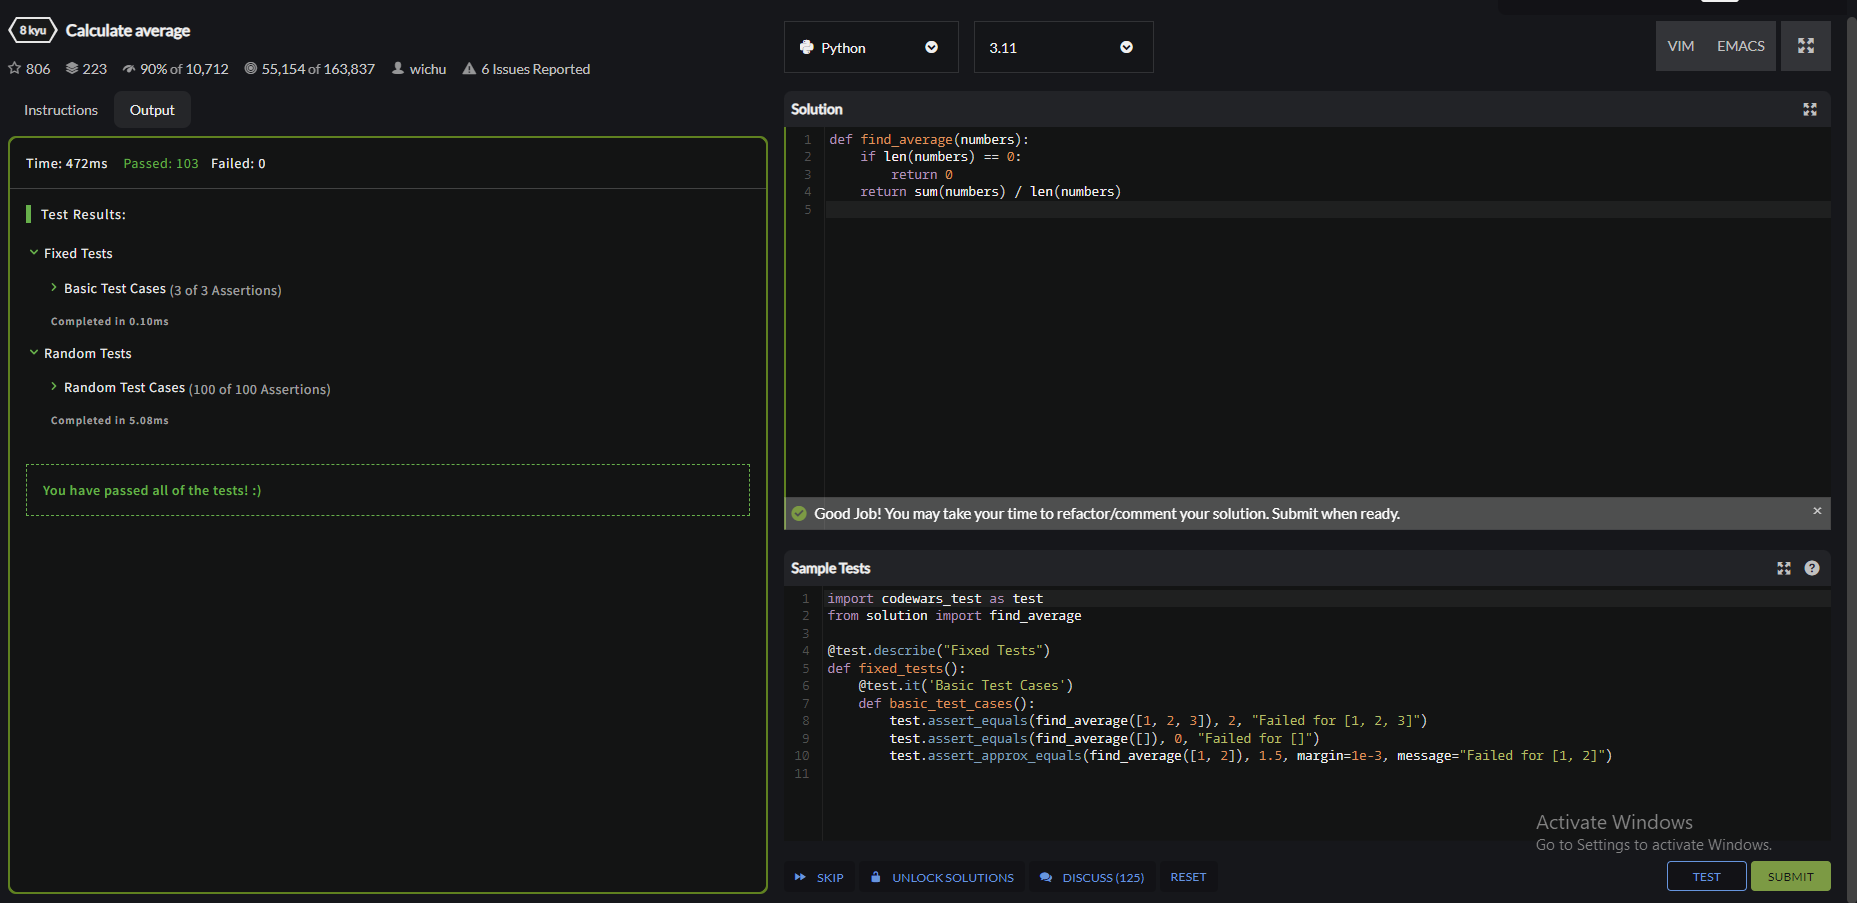 8 kyu Calculate average
806 223 90% of 10,712 55,154 of 163,837 wichu 6 Issues Reported
Instructions Output
Time: 472ms Passed: 103 Failed: 0
Test Results:
Fixed Tests
Basic Test Cases (3 of 3 Assertions)
Completed in 0.10ms
Random Tests
Random Test Cases (100 of 100 Assertions)
Completed in 5.08ms
You have passed all of the tests! :)
Python 3.11 VIM EMACS
Solution
1 def find_average(numbers):
2     if len(numbers) == 0:
3         return 0
4     return sum(numbers) / len(numbers)
5
Good Job! You may take your time to refactor/comment your solution. Submit when ready. ×
Sample Tests ?
1 import codewars_test as test
2 from solution import find_average
3
4 @test.describe("Fixed Tests")
5 def fixed_tests():
6     @test.it('Basic Test Cases')
7     def basic_test_cases():
8         test.assert_equals(find_average([1, 2, 3]), 2, "Failed for [1, 2, 3]")
9         test.assert_equals(find_average([]), 0, "Failed for []")
10         test.assert_approx_equals(find_average([1, 2]), 1.5, margin=1e-3, message="Failed for [1, 2]")
11
Activate Windows
Go to Settings to activate Windows.
SKIP UNLOCK SOLUTIONS DISCUSS (125) RESET TEST SUBMIT